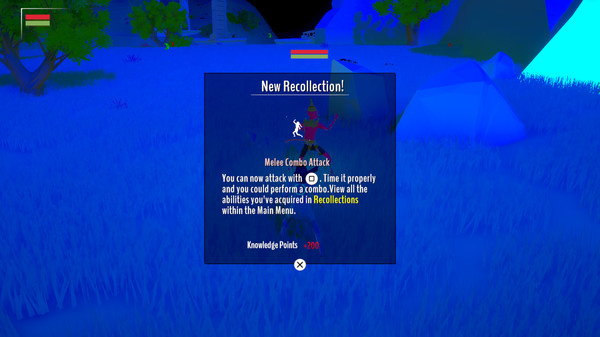 New Recollection!
Melee Combo Attack
You can now attack with . Time it properly
and you could perform a combo.View all the
abilities you've acquired in Recollections
within the Main Menu.
Knowledge Points +200